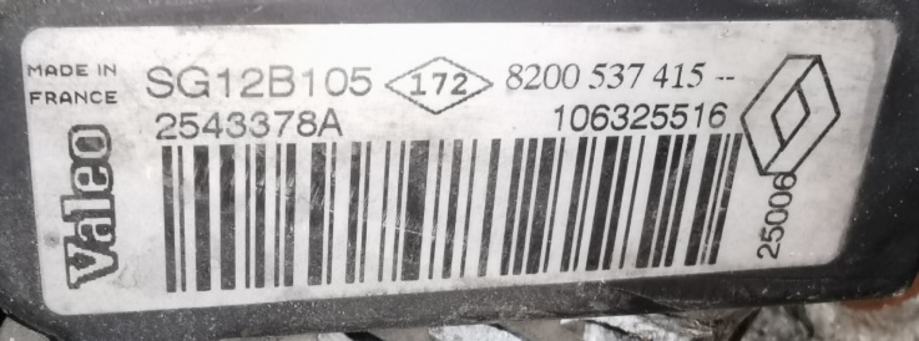 MADE IN
FRANCE
Valeo
SG12B105
172
8200 537 415 --
2543378A
106325516
25006